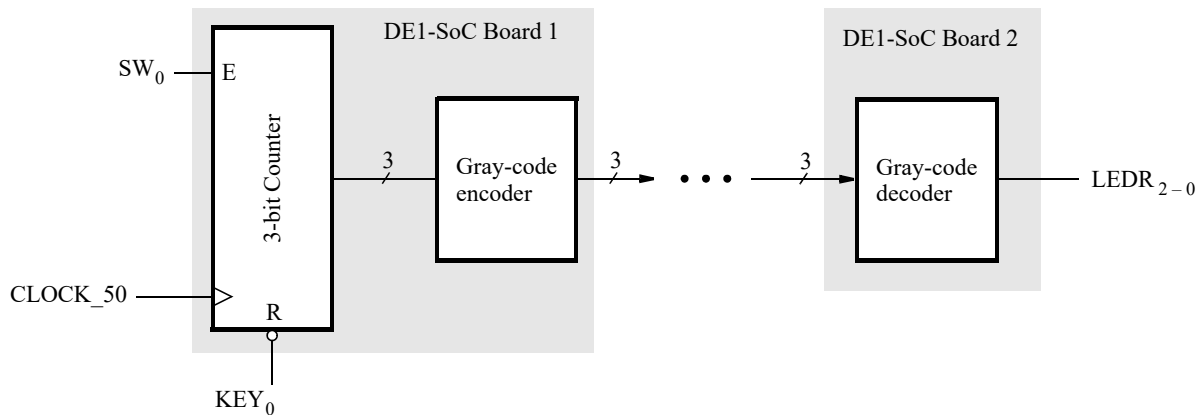 DE1-SoC Board 1
DE1-SoC Board 2
SW0
E
3-bit Counter
3
Gray-code
encoder
3
3
Gray-code
decoder
LEDR2–0
CLOCK_50
R
KEY0